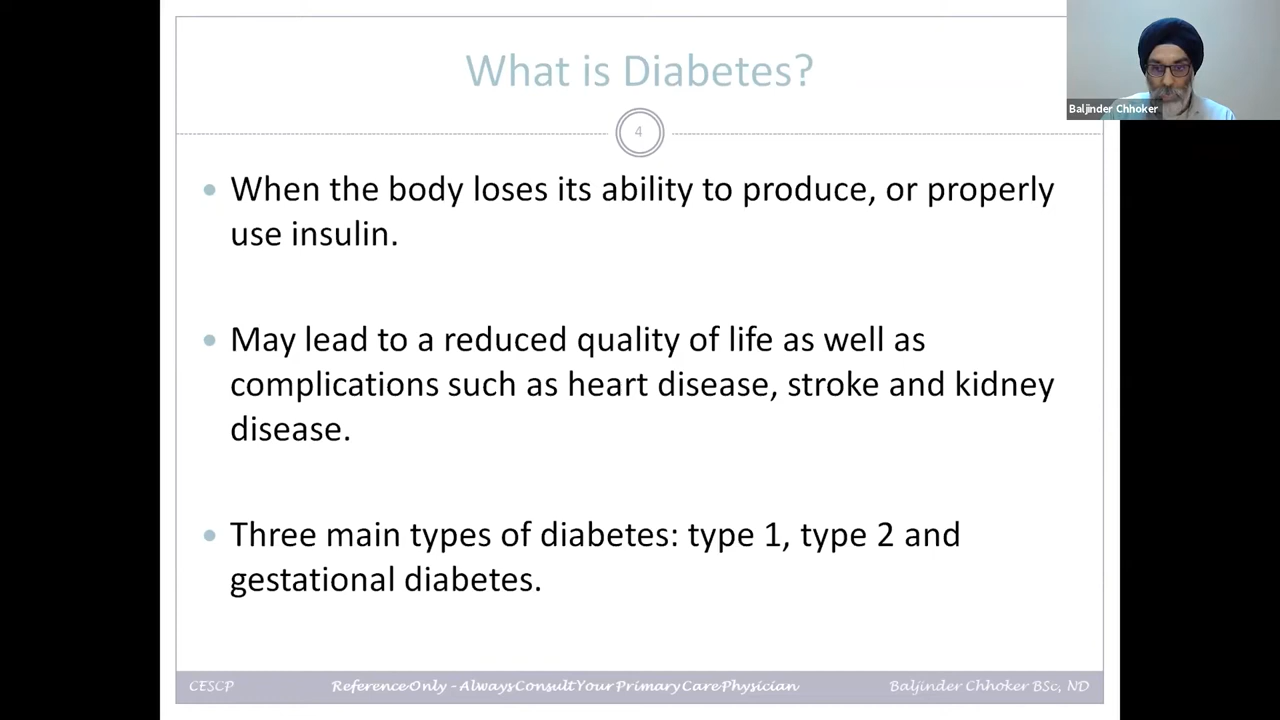 What is Diabetes?
Baljinder Chhoker
4
When the body loses its ability to produce, or properly
use insulin.
May lead to a reduced quality of life as well as
complications such as heart disease, stroke and kidney
disease.
Three main types of diabetes: type 1, type 2 and
gestational diabetes.
CESCP
Reference Only - Always Consult Your Primary Care Physician
Baljinder Chhoker BSc, ND